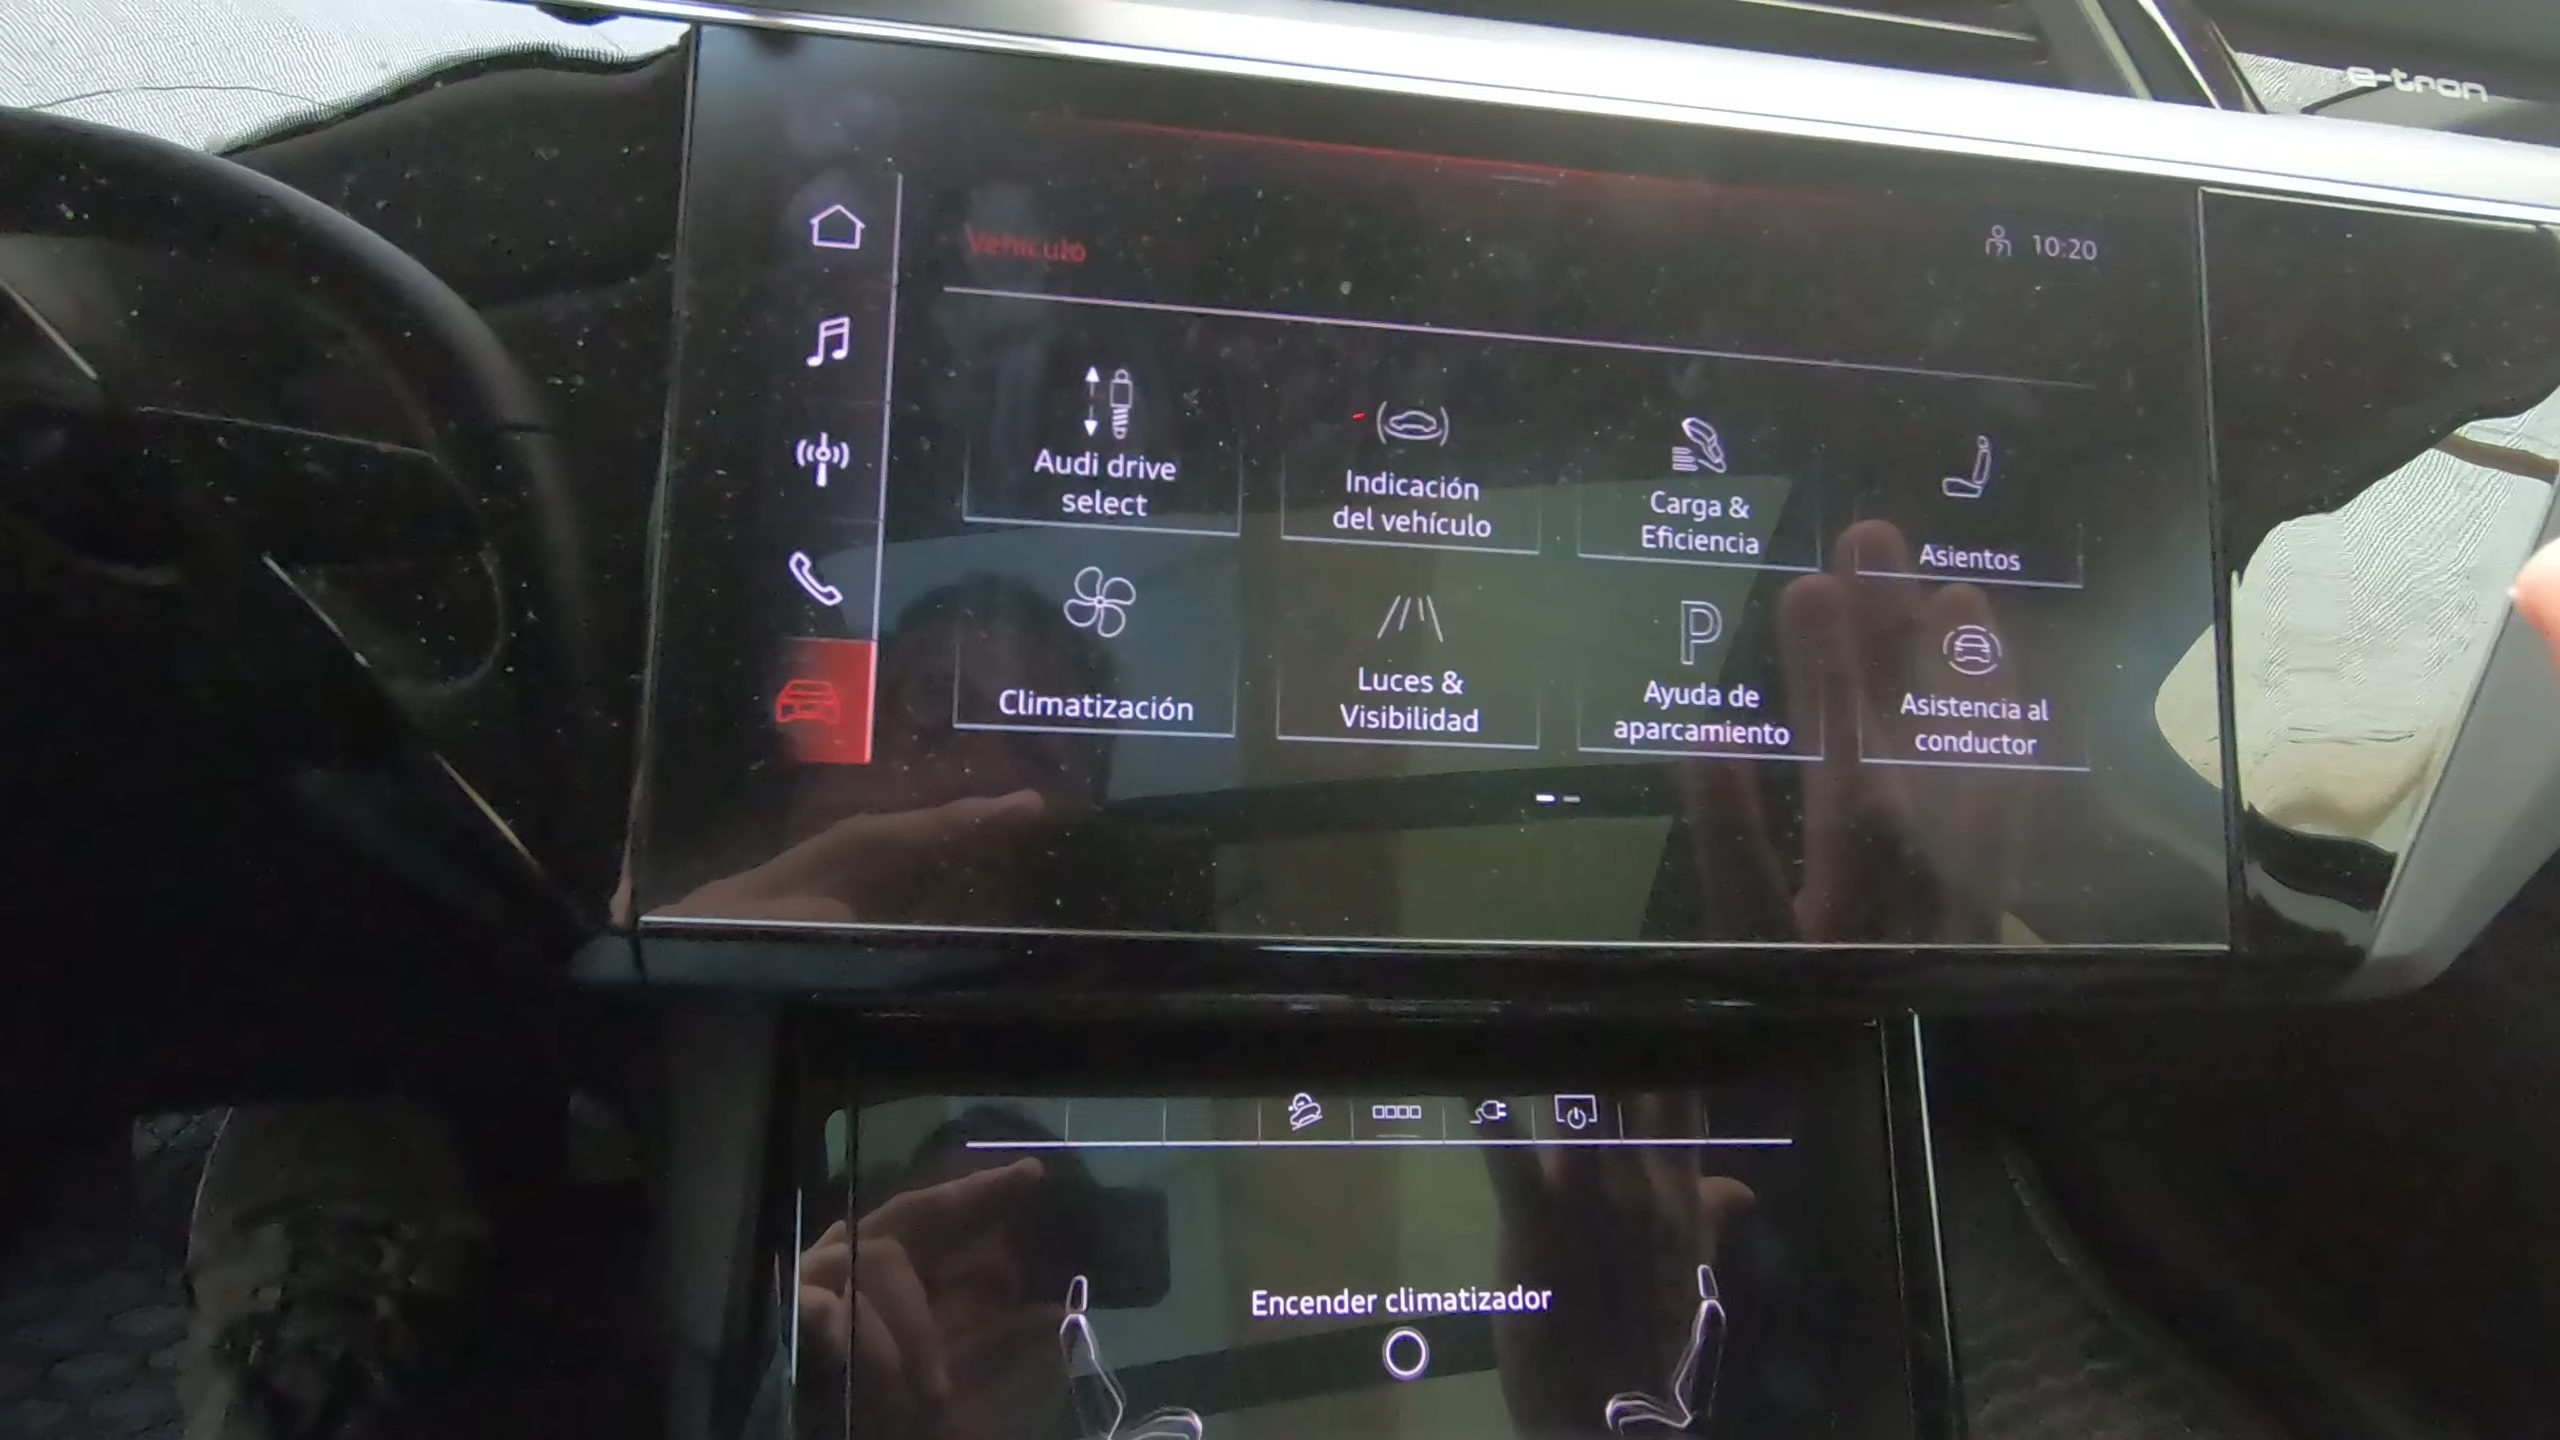 e-tron
Vehículo
10:20
Audi drive
select
Indicación
del vehículo
Carga &
Eficiencia
Asientos
Climatización
Luces &
Visibilidad
P
Ayuda de
aparcamiento
Asistencia al
conductor
Encender climatizador